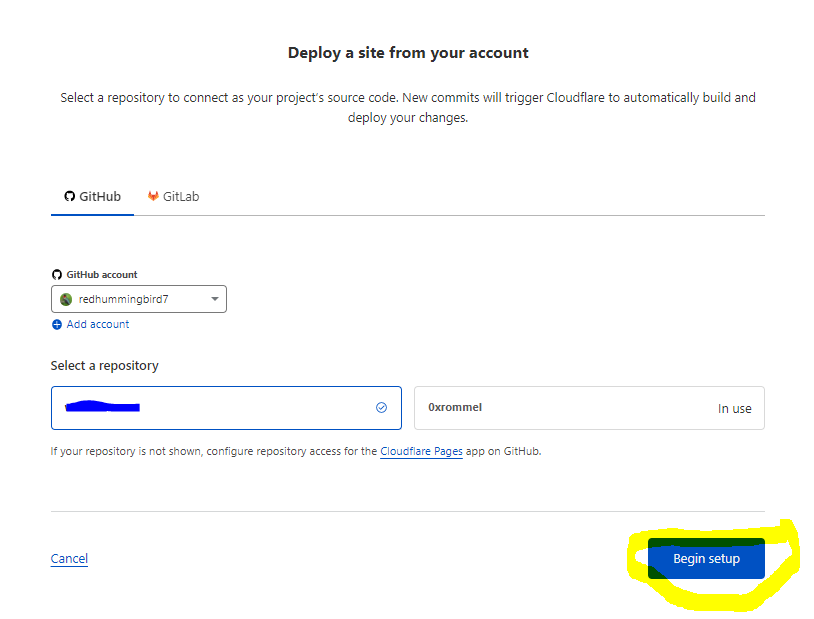 Deploy a site from your account
Select a repository to connect as your project's source code. New commits will trigger Cloudflare to automatically build and
deploy your changes.
GitHub
GitLab
GitHub account
redhummingbird7
Add account
Select a repository
0xrommel
In use
If your repository is not shown, configure repository access for the Cloudflare Pages app on GitHub.
Cancel
Begin setup